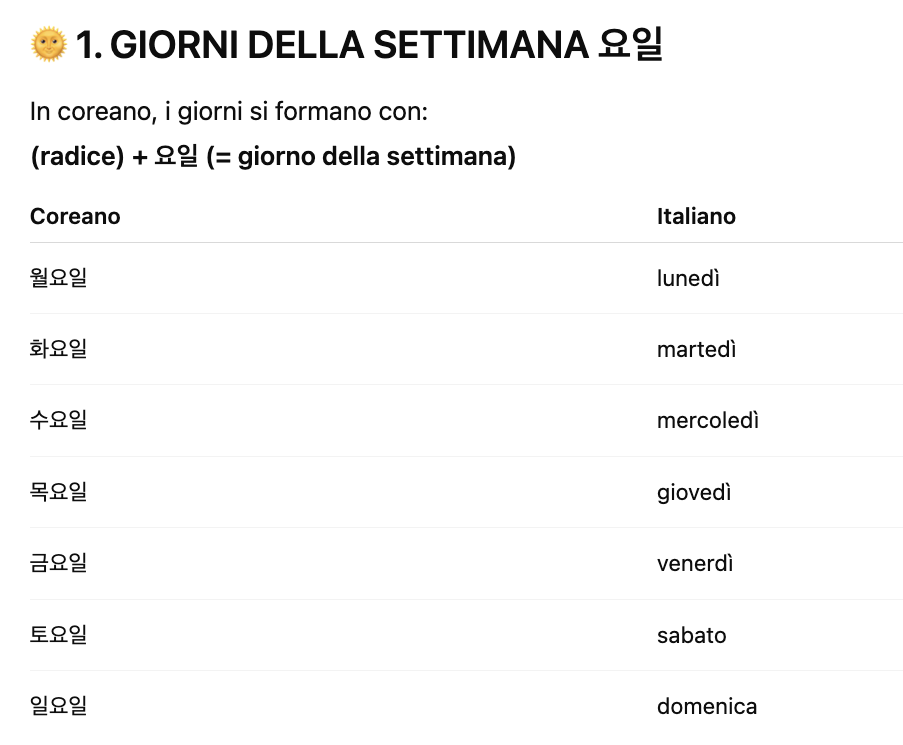 🌞 1. GIORNI DELLA SETTIMANA 요일
In coreano, i giorni si formano con:
(radice) + 요일 (= giorno della settimana)
Coreano Italiano
월요일 lunedì
화요일 martedì
수요일 mercoledì
목요일 giovedì
금요일 venerdì
토요일 sabato
일요일 domenica